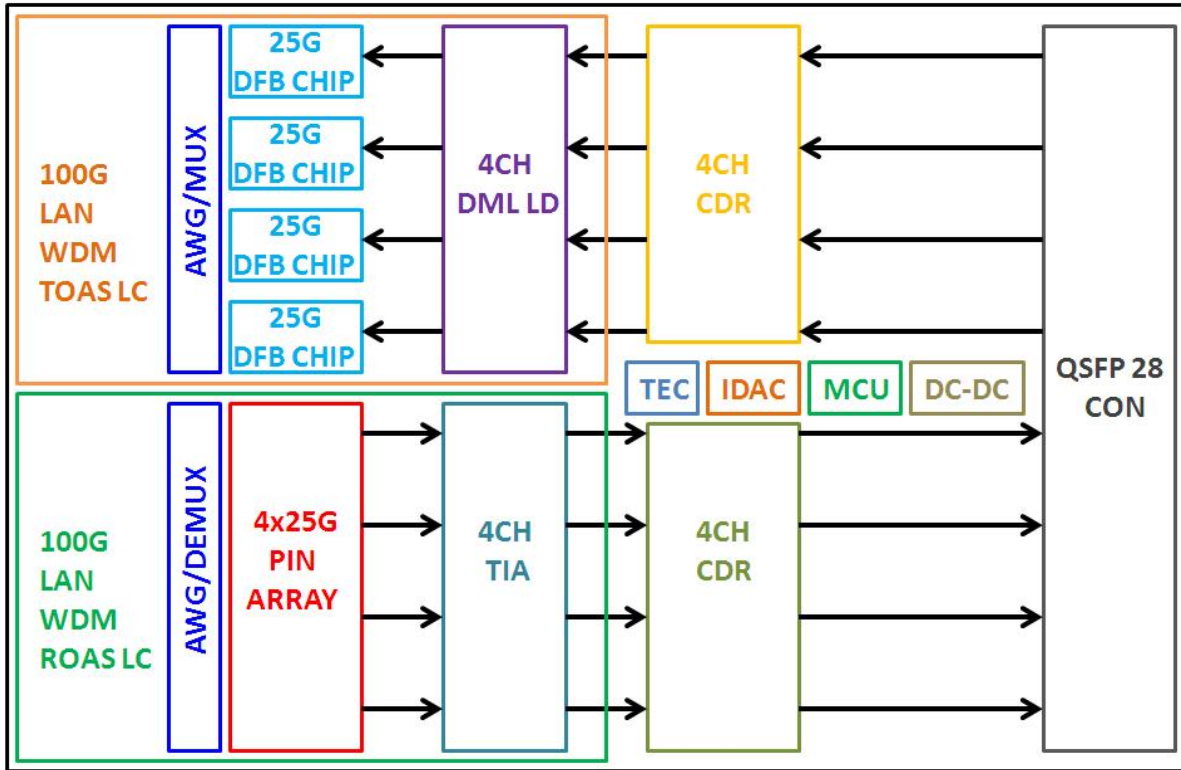 100G
LAN
WDM
TOAS LC
AWG/MUX
25G
DFB CHIP
25G
DFB CHIP
25G
DFB CHIP
25G
DFB CHIP
4CH
DML LD
4CH
CDR
TEC
IDAC
MCU
DC-DC
QSFP 28
CON
100G
LAN
WDM
ROAS LC
AWG/DEMUX
4x25G
PIN
ARRAY
4CH
TIA
4CH
CDR